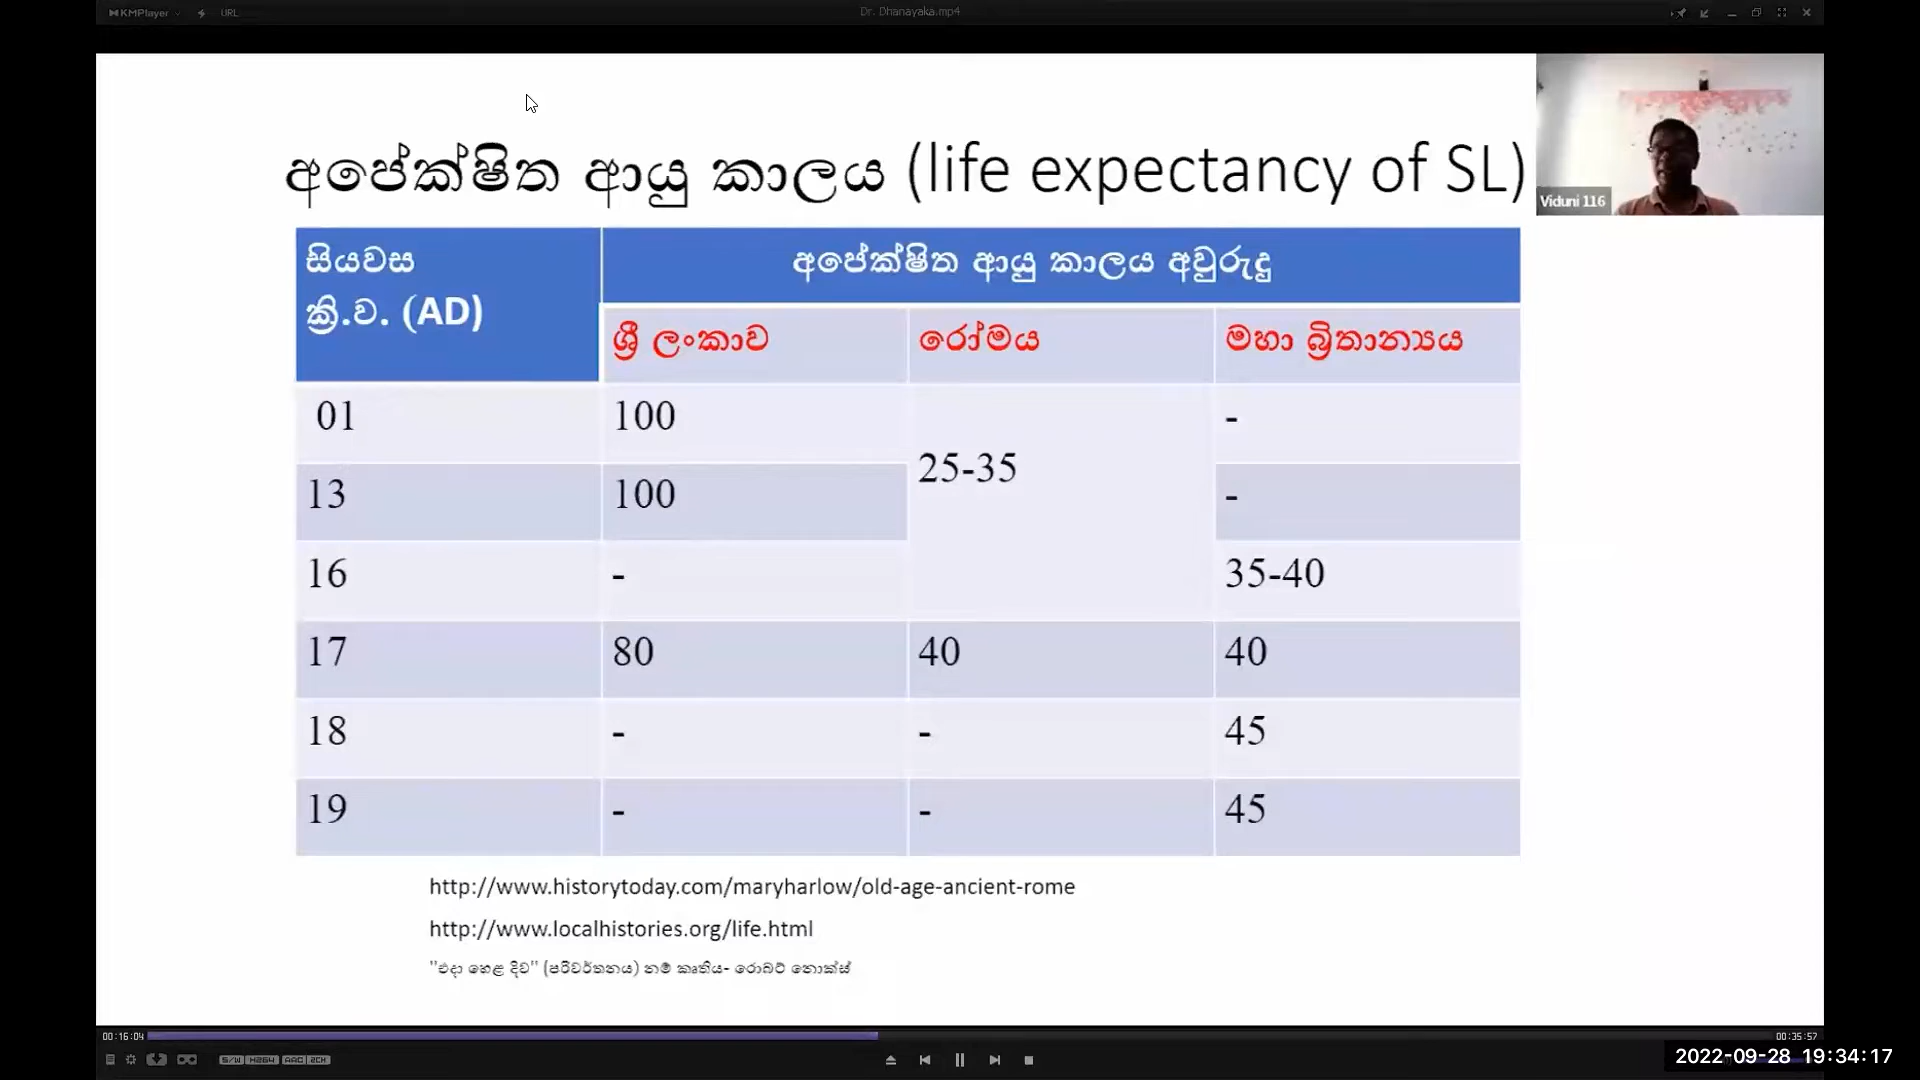 KMPlayer
URL
Dr. Dhanayaka.mp4
අපේක්ෂිත ආයු කාලය (life expectancy of SL)
Viduni 116
සියවස
ක්‍රි.ව. (AD)
අපේක්ෂිත ආයු කාලය අවුරුදු
ශ්‍රී ලංකාව රෝමය මහා බ්‍රිතාන්‍යය
01 100 25-35 -
13 100 -
16 - 35-40
17 80 40 40
18 - - 45
19 - - 45
http://www.historytoday.com/maryharlow/old-age-ancient-rome
http://www.localhistories.org/life.html
"එදා හෙළ දිව" (පරිවර්තනය) නම් කෘතිය- රොබට් නොක්ස්
00:16:04
00:35:57
S/W H264 AAC 2CH
2022-09-28 19:34:17